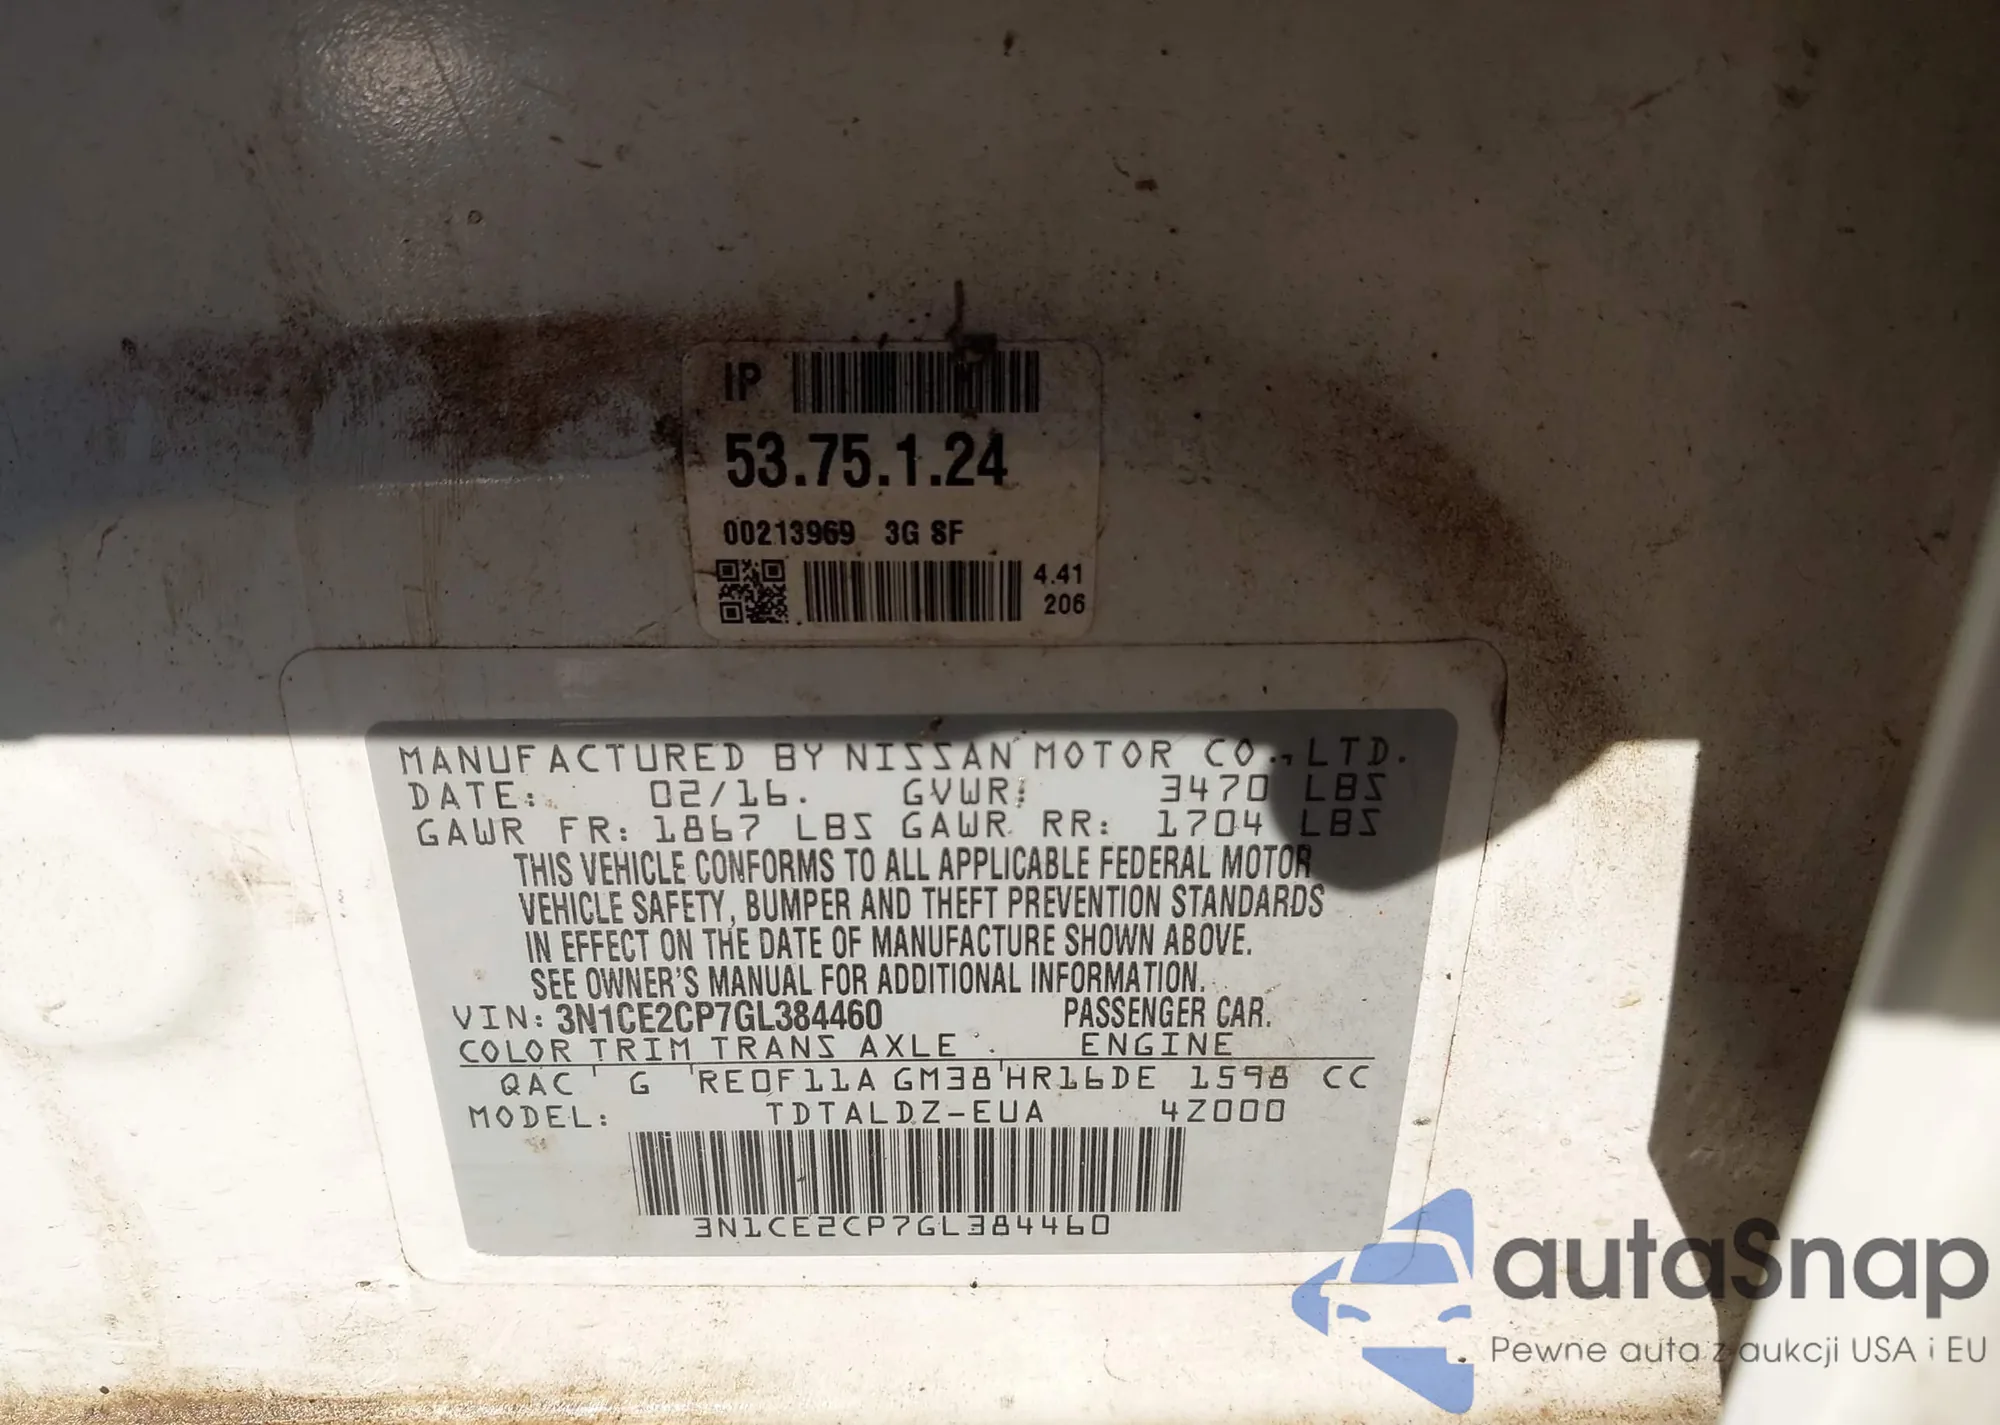 IP
53.75.1.24
00213969 3G SF
4.41
206
MANUFACTURED BY NISSAN MOTOR CO., LTD.
DATE: 02/16. GVWR: 3470 LBS
GAWR FR: 1867 LBS GAWR RR: 1704 LBS
THIS VEHICLE CONFORMS TO ALL APPLICABLE FEDERAL MOTOR
VEHICLE SAFETY, BUMPER AND THEFT PREVENTION STANDARDS
IN EFFECT ON THE DATE OF MANUFACTURE SHOWN ABOVE.
SEE OWNER'S MANUAL FOR ADDITIONAL INFORMATION.
VIN: 3N1CE2CP7GL384460 PASSENGER CAR.
COLOR TRIM TRANS AXLE ENGINE
QAC G RE0F11A GM38 HR16DE 1598 CC
MODEL: TDTALDZ-EUA 4Z000
3N1CE2CP7GL384460
autaSnap
Pewne auta z aukcji USA i EU